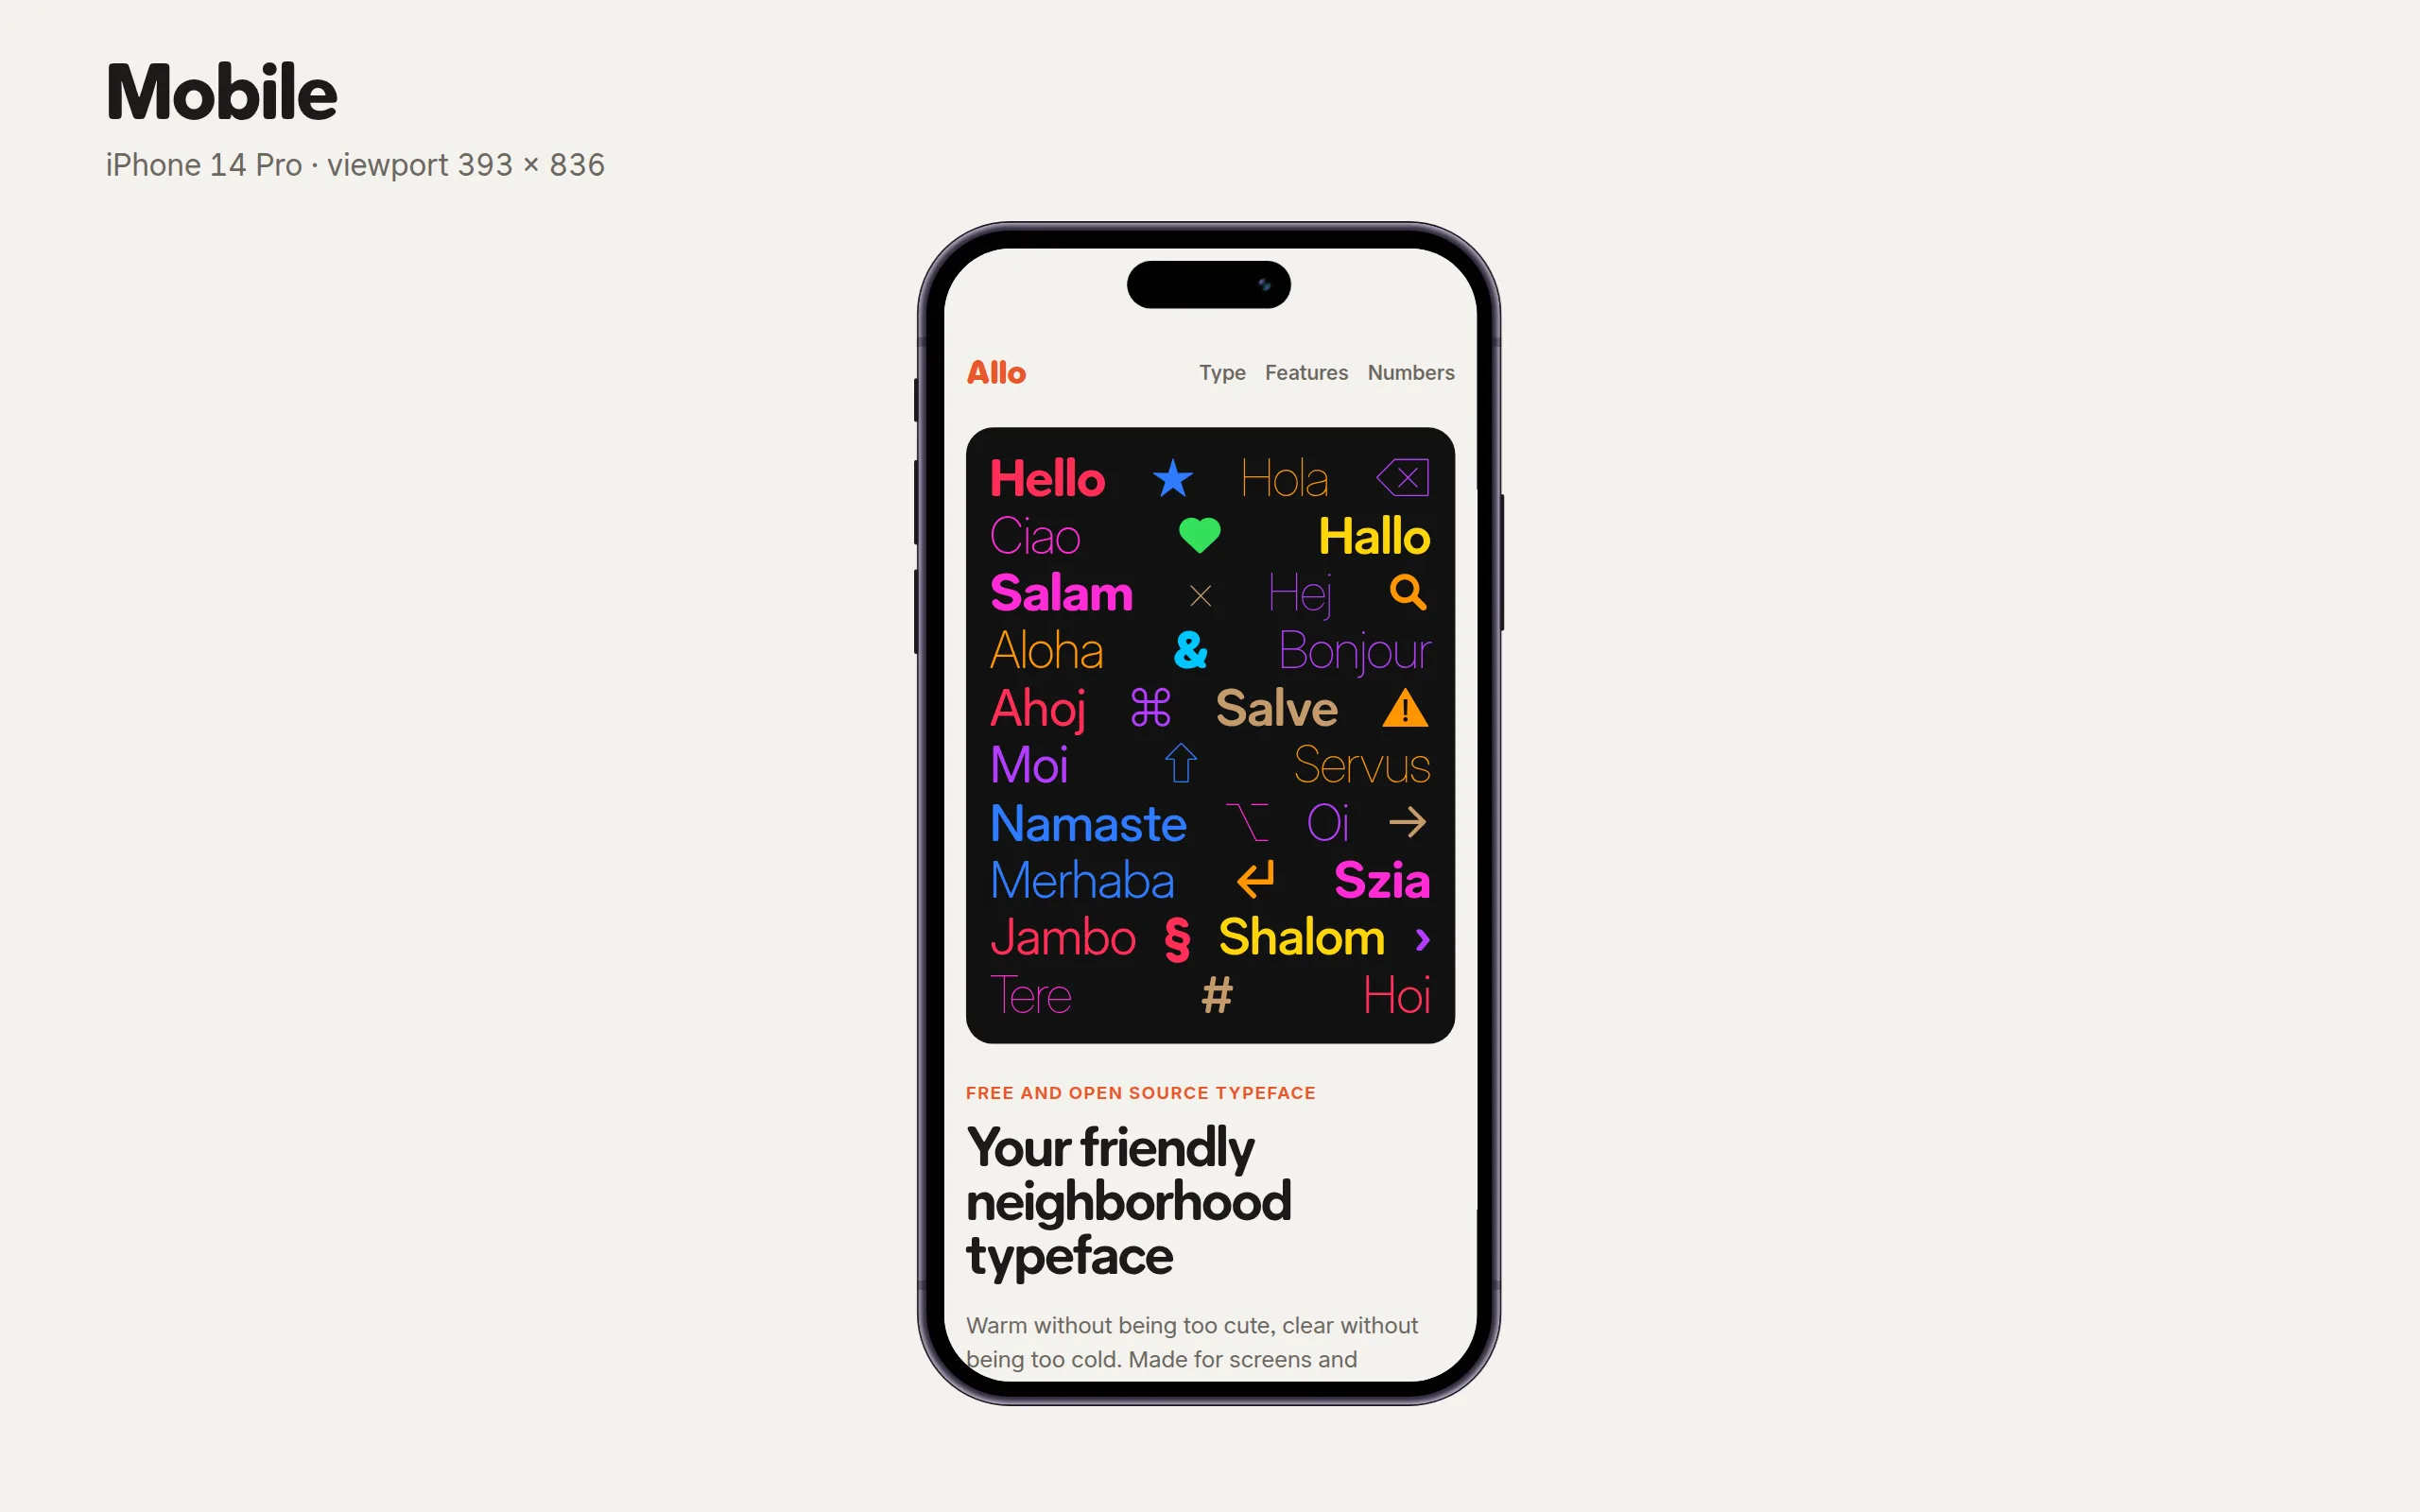 Mobile
iPhone 14 Pro · viewport 393 × 836
Allo
Type Features Numbers
Hello ★ Hola ⌫
Ciao ♥ Hallo
Salam × Hej
Aloha & Bonjour
Ahoj ⌘ Salve ⚠
Moi ⇧ Servus
Namaste ⌥ Oi →
Merhaba ↵ Szia
Jambo § Shalom ›
Tere # Hoi
FREE AND OPEN SOURCE TYPEFACE
Your friendly
neighborhood
typeface
Warm without being too cute, clear without
being too cold. Made for screens and